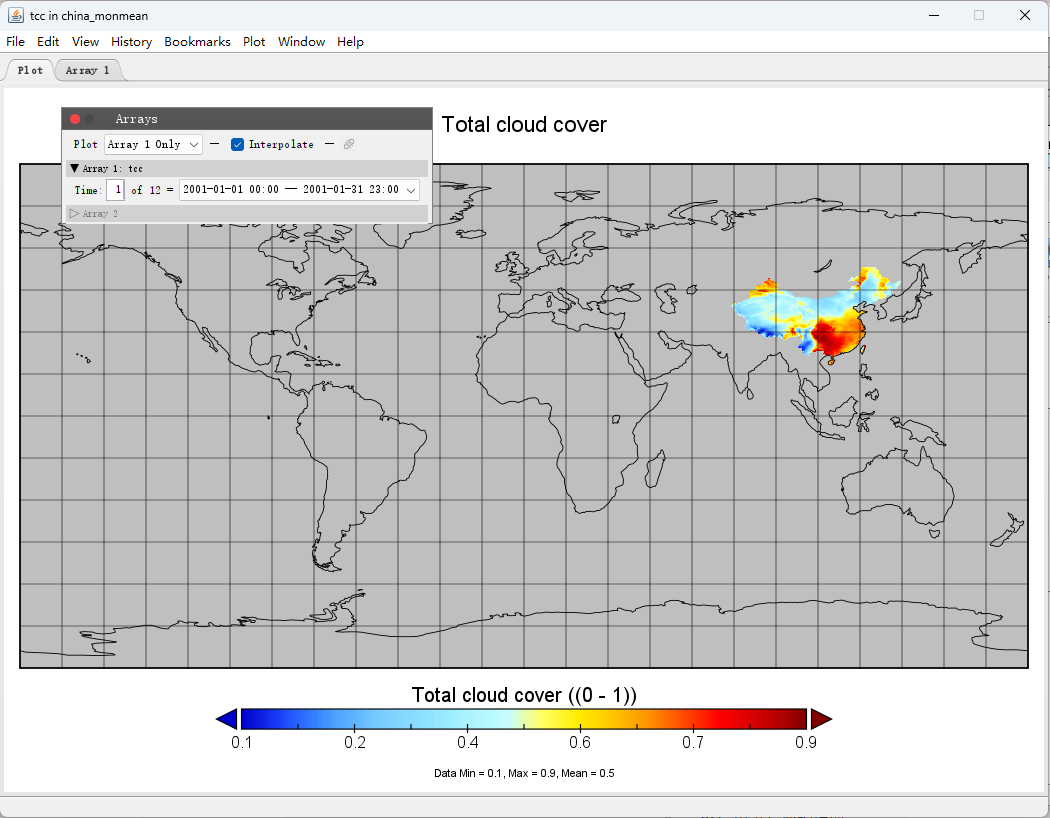 tcc in china_monmean
File Edit View History Bookmarks Plot Window Help
Plot Array 1
Arrays
Plot Array 1 Only Interpolate
Array 1: tcc
Time: 1 of 12 = 2001-01-01 00:00 — 2001-01-31 23:00
Array 2
Total cloud cover
Total cloud cover ((0 - 1))
0.1 0.2 0.4 0.6 0.7 0.9
Data Min = 0.1, Max = 0.9, Mean = 0.5